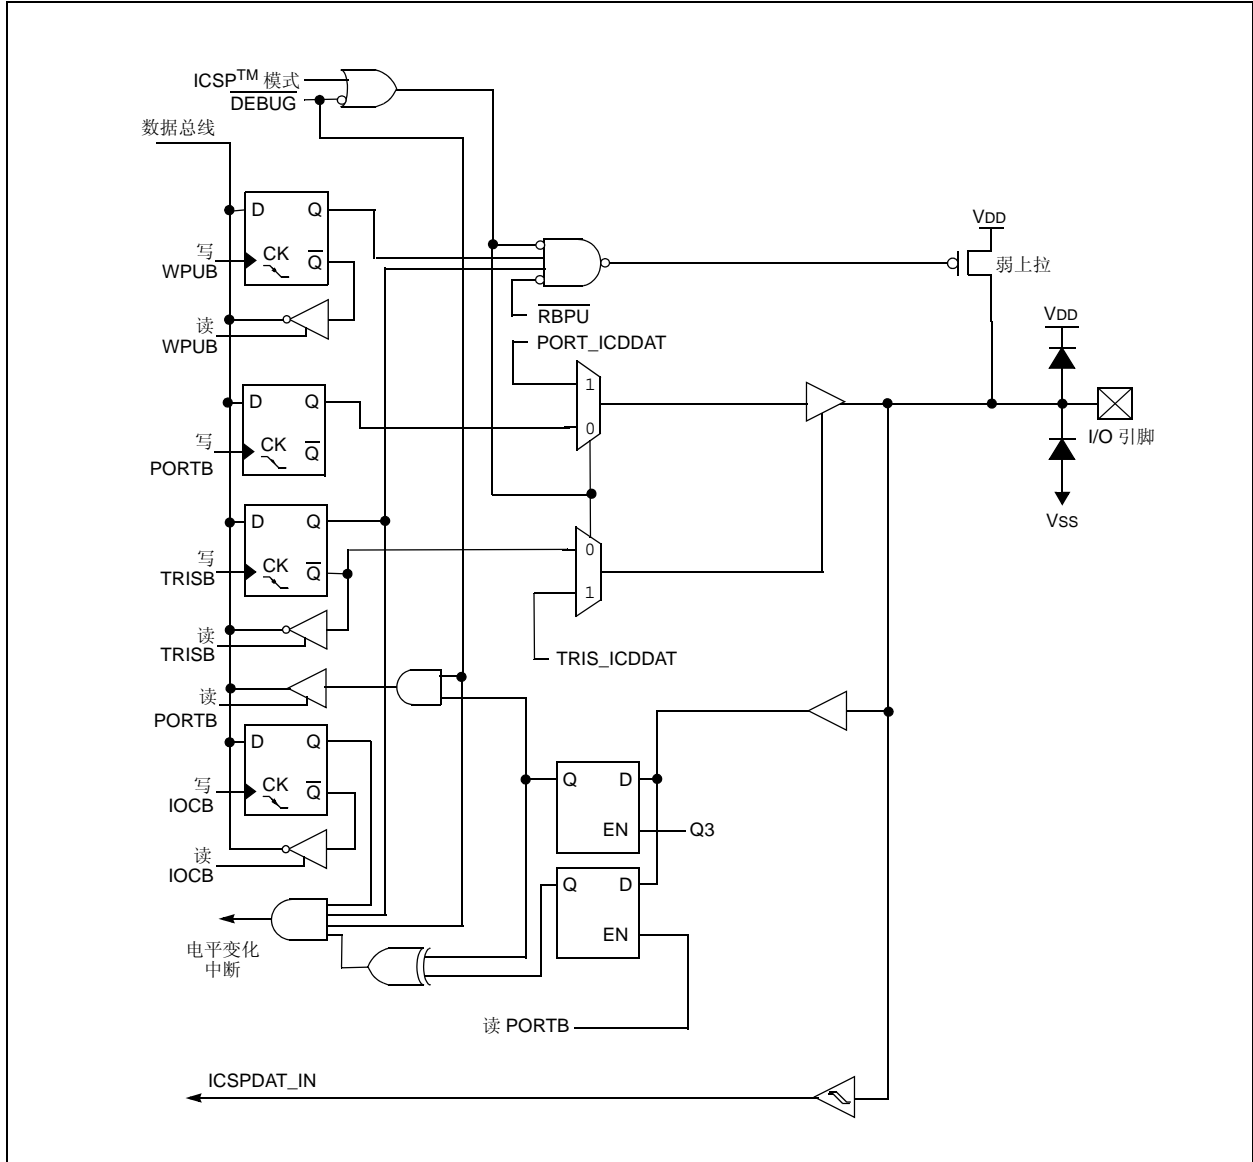 ICSP™ 模式
DEBUG
数据总线
D Q
写
WPUB
CK Q
读
WPUB
VDD
弱上拉
RBPU
PORT_ICDDAT
VDD
1
0
D Q
写
PORTB
CK Q
I/O 引脚
VSS
D Q
写
TRISB
CK Q
0
1
读
TRISB
TRIS_ICDDAT
读
PORTB
D Q
写
IOCB
CK Q
Q D
EN
Q3
读
IOCB
Q D
EN
电平变化
中断
读 PORTB
ICSPDAT_IN